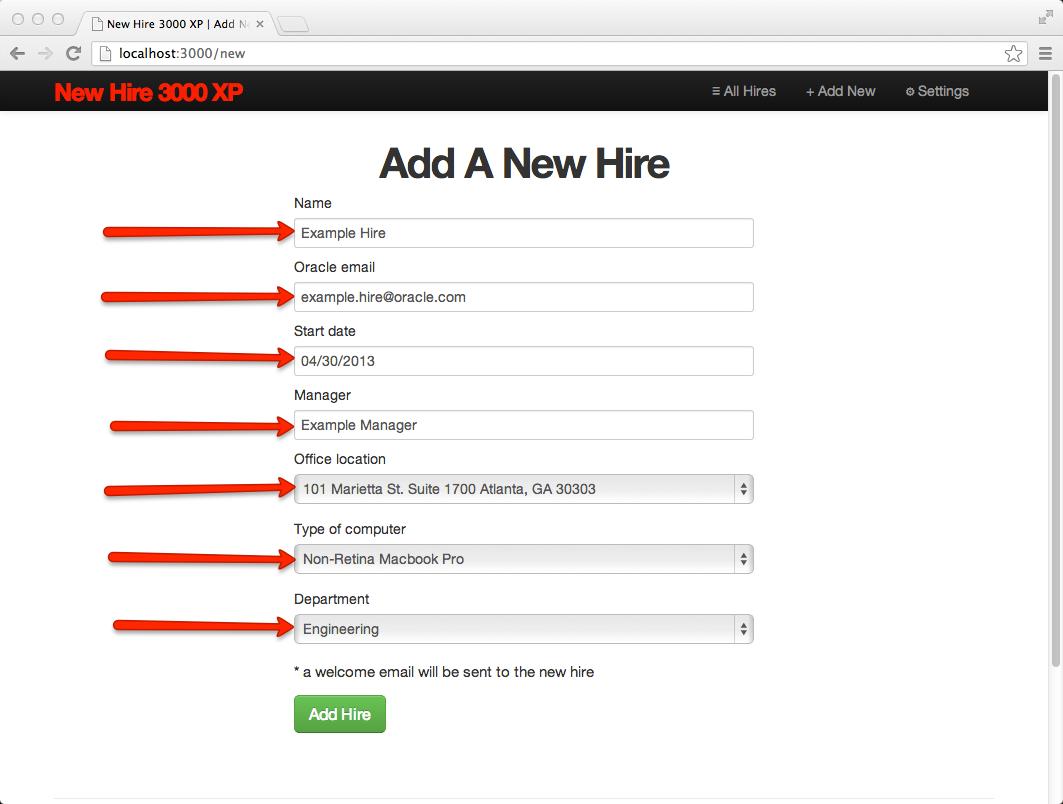 New Hire 3000 XP | Add N
localhost:3000/new
New Hire 3000 XP
≡ All Hires + Add New ⚙ Settings
Add A New Hire
Name
Example Hire
Oracle email
example.hire@oracle.com
Start date
04/30/2013
Manager
Example Manager
Office location
101 Marietta St. Suite 1700 Atlanta, GA 30303
Type of computer
Non-Retina Macbook Pro
Department
Engineering
* a welcome email will be sent to the new hire
Add Hire